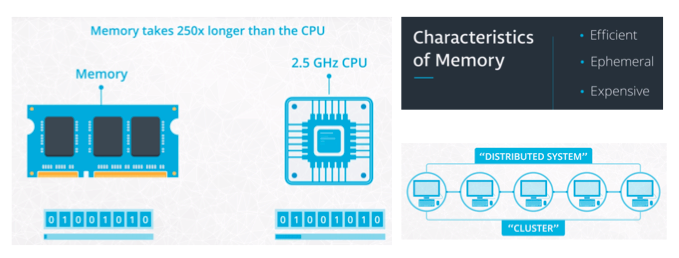 Memory takes 250x longer than the CPU
Memory
2.5 GHz CPU
0 1 0 0 1 0 1 0
0 1 0 0 1 0 1 0
Characteristics
of Memory
• Efficient
• Ephemeral
• Expensive
"DISTRIBUTED SYSTEM"
"CLUSTER"